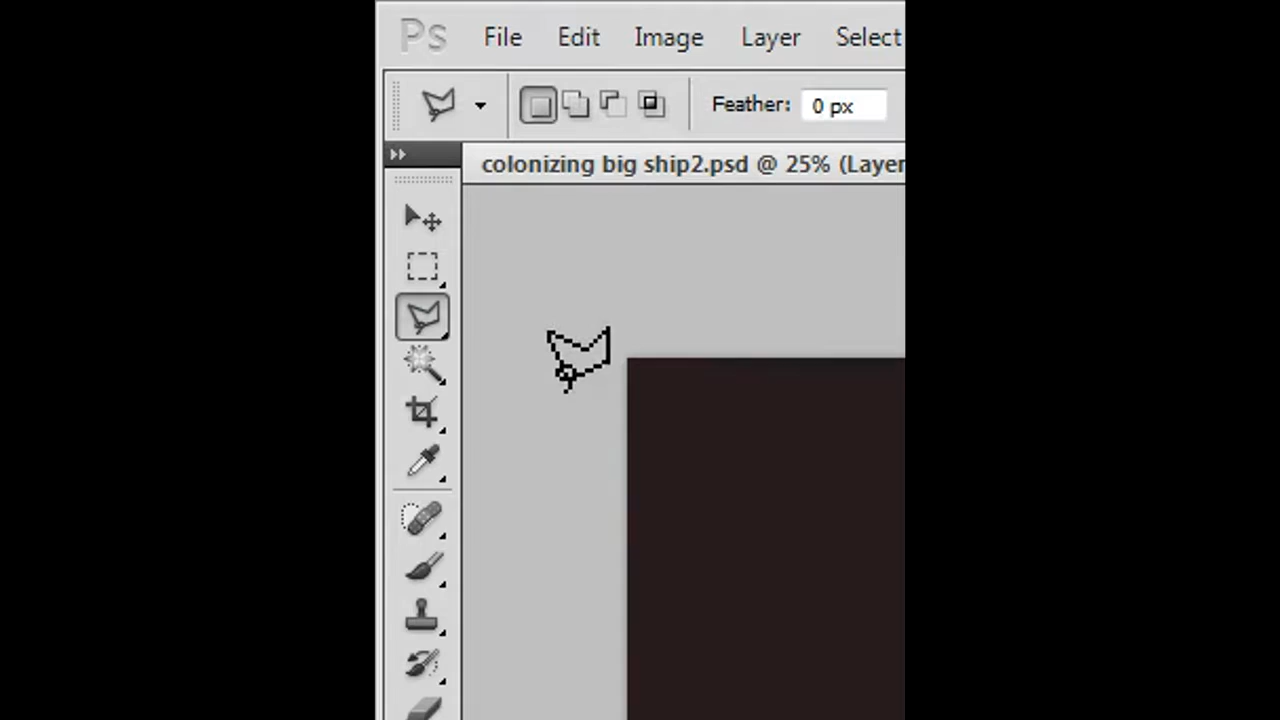 Ps File Edit Image Layer Select
Feather: 0 px
colonizing big ship2.psd @ 25% (Layer